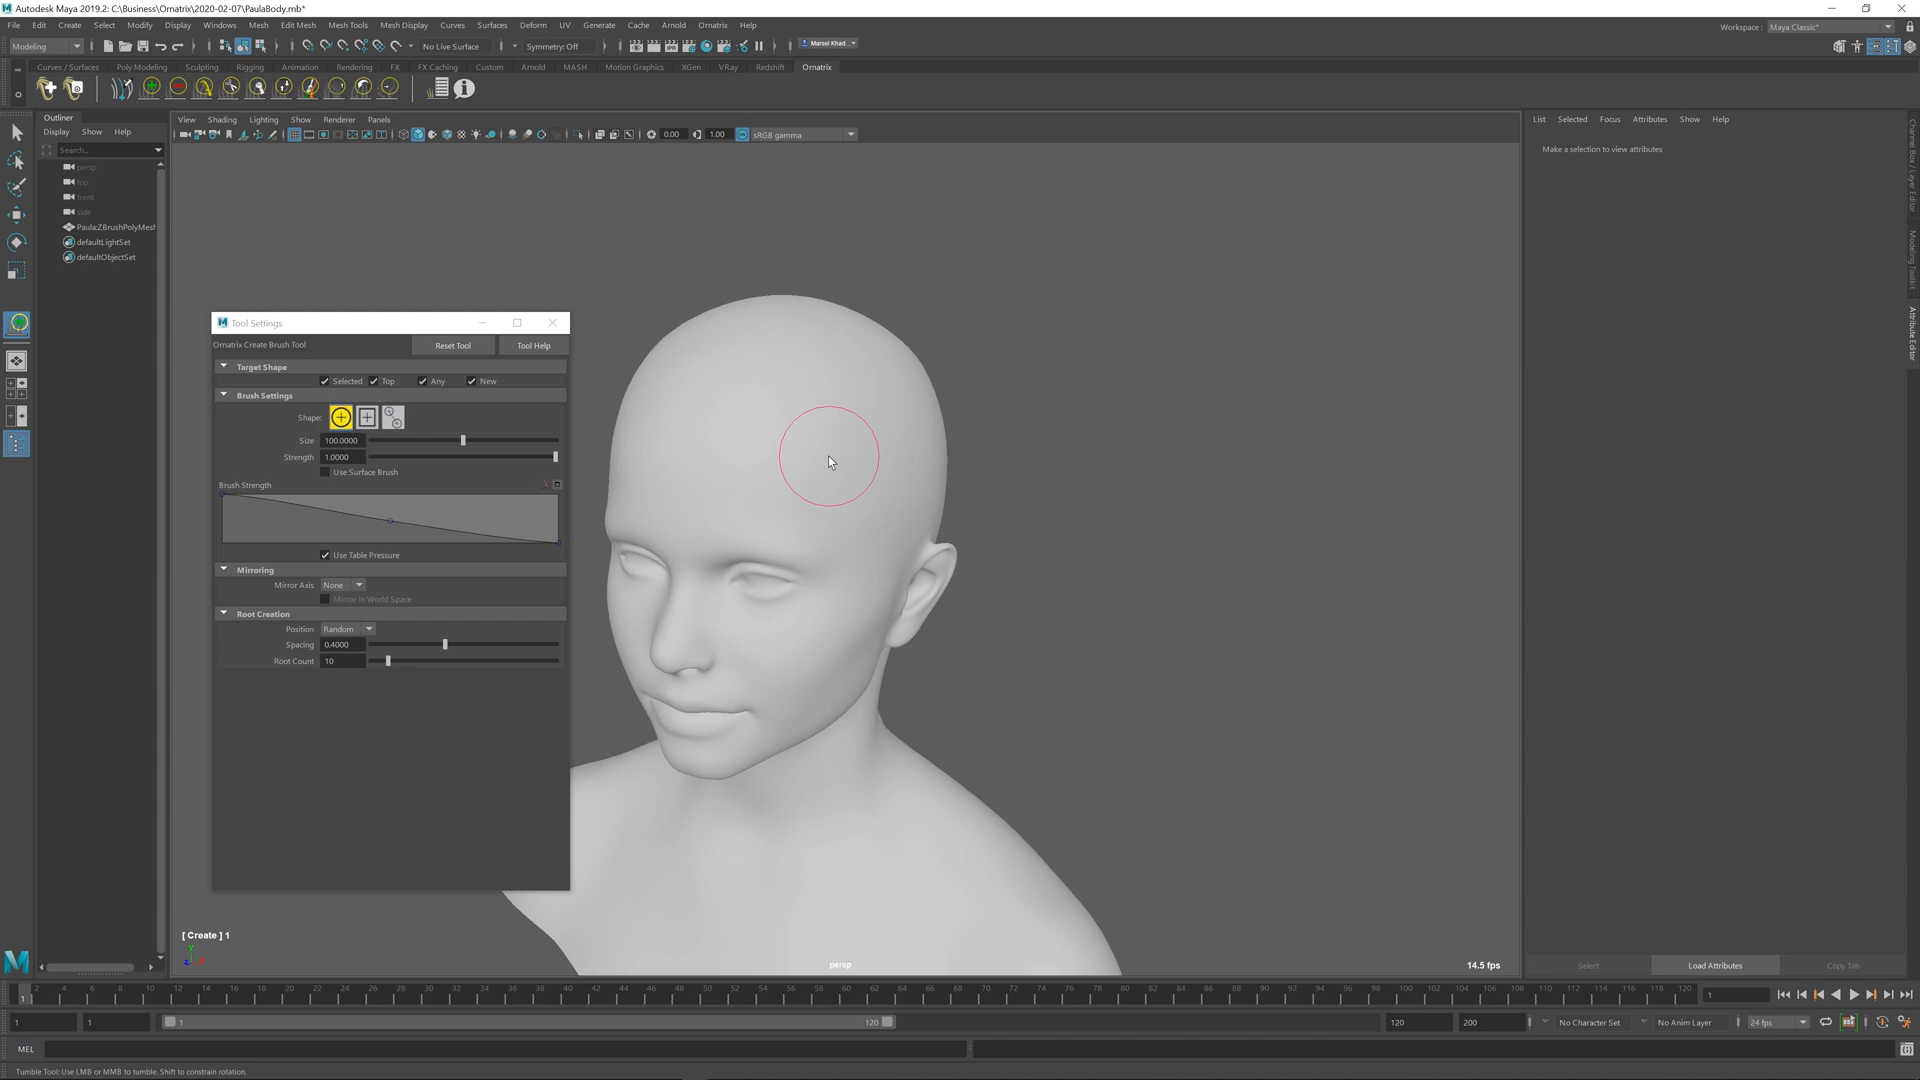 Autodesk Maya 2019.2: C:\Business\Ornatrix\2020-02-07\PaulaBody.mb*
File Edit Create Select Modify Display Windows Mesh Edit Mesh Mesh Tools Mesh Display Curves Surfaces Deform UV Generate Cache Arnold Ornatrix Help
Workspace : Maya Classic*
Modeling No Live Surface Symmetry: Off Marsel Khad...
Curves / Surfaces Poly Modeling Sculpting Rigging Animation Rendering FX FX Caching Custom Arnold MASH Motion Graphics XGen VRay Redshift Ornatrix
Outliner
Display Show Help
Search...
persp
top
front
side
Paula:ZBrushPolyMesh
defaultLightSet
defaultObjectSet
View Shading Lighting Show Renderer Panels
0.00 1.00 sRGB gamma
Tool Settings
Ornatrix Create Brush Tool Reset Tool Tool Help
Target Shape
Selected Top Any New
Brush Settings
Shape:
Size 100.0000
Strength 1.0000
Use Surface Brush
Brush Strength
Use Table Pressure
Mirroring
Mirror Axis None
Mirror in World Space
Root Creation
Position Random
Spacing 0.4000
Root Count 10
[ Create ] 1
y
z x
persp
14.5 fps
List Selected Focus Attributes Show Help
Make a selection to view attributes
Select Load Attributes Copy Tab
Channel Box / Layer Editor
Modeling Toolkit
Attribute Editor
1 2 4 6 8 10 12 14 16 18 20 22 24 26 28 30 32 34 36 38 40 42 44 46 48 50 52 54 56 58 60 62 64 66 68 70 72 74 76 78 80 82 84 86 88 90 92 94 96 98 100 102 104 106 108 110 112 114 116 118 120 1
1 1 1 120 120 200 No Character Set No Anim Layer 24 fps
MEL
Tumble Tool: Use LMB or MMB to tumble. Shift to constrain rotation.